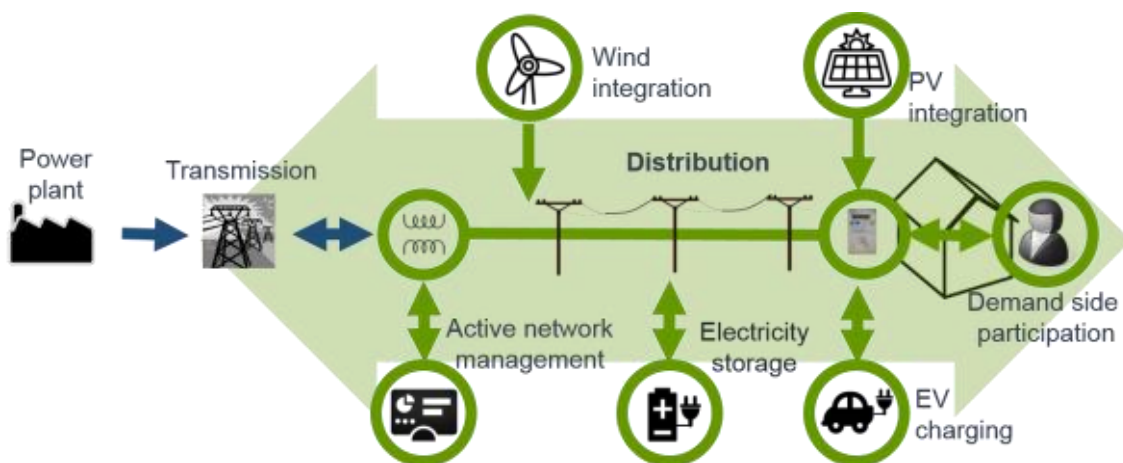 Wind
integration
PV
integration
Power
plant
Transmission
Distribution
Active network
management
Electricity
storage
Demand side
participation
EV
charging